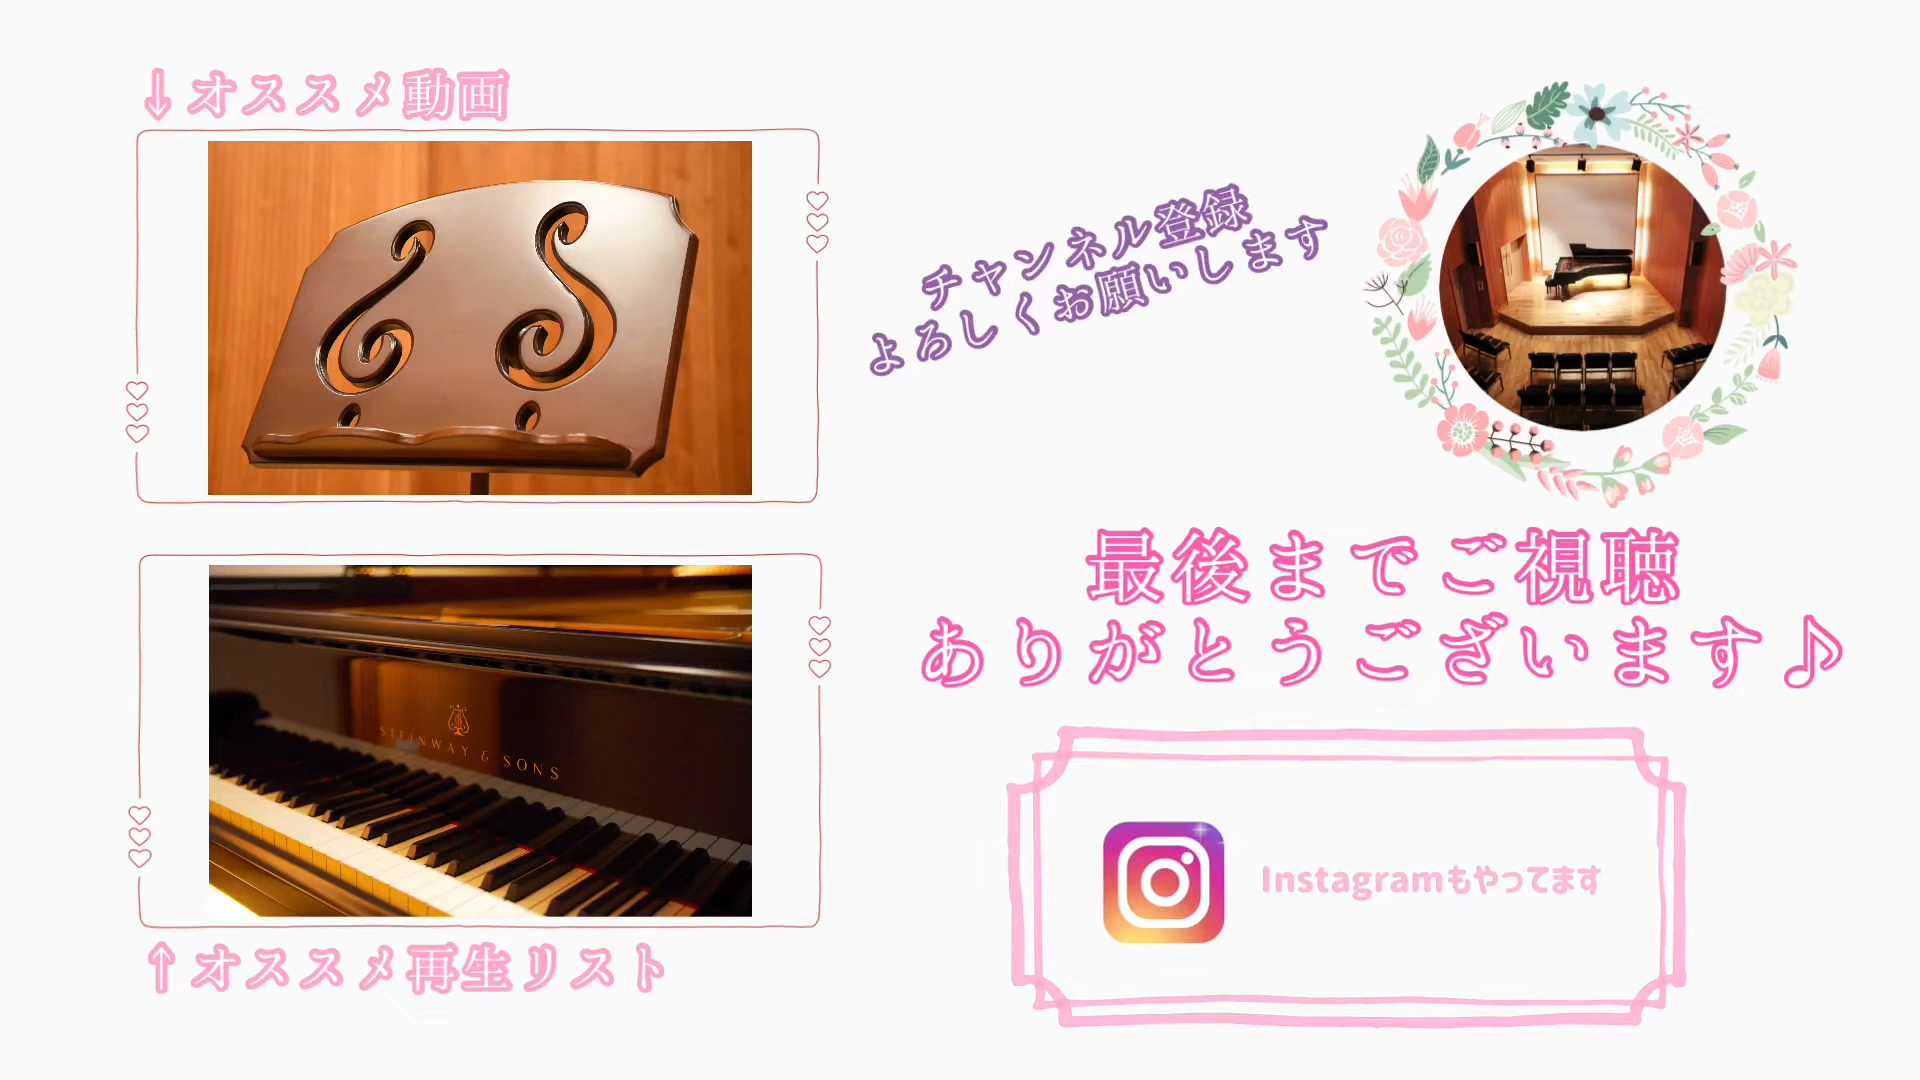 ↓オススメ動画
チャンネル登録
よろしくお願いします
STEINWAY & SONS
↑オススメ再生リスト
最後までご視聴
ありがとうございます♪
Instagramもやってます